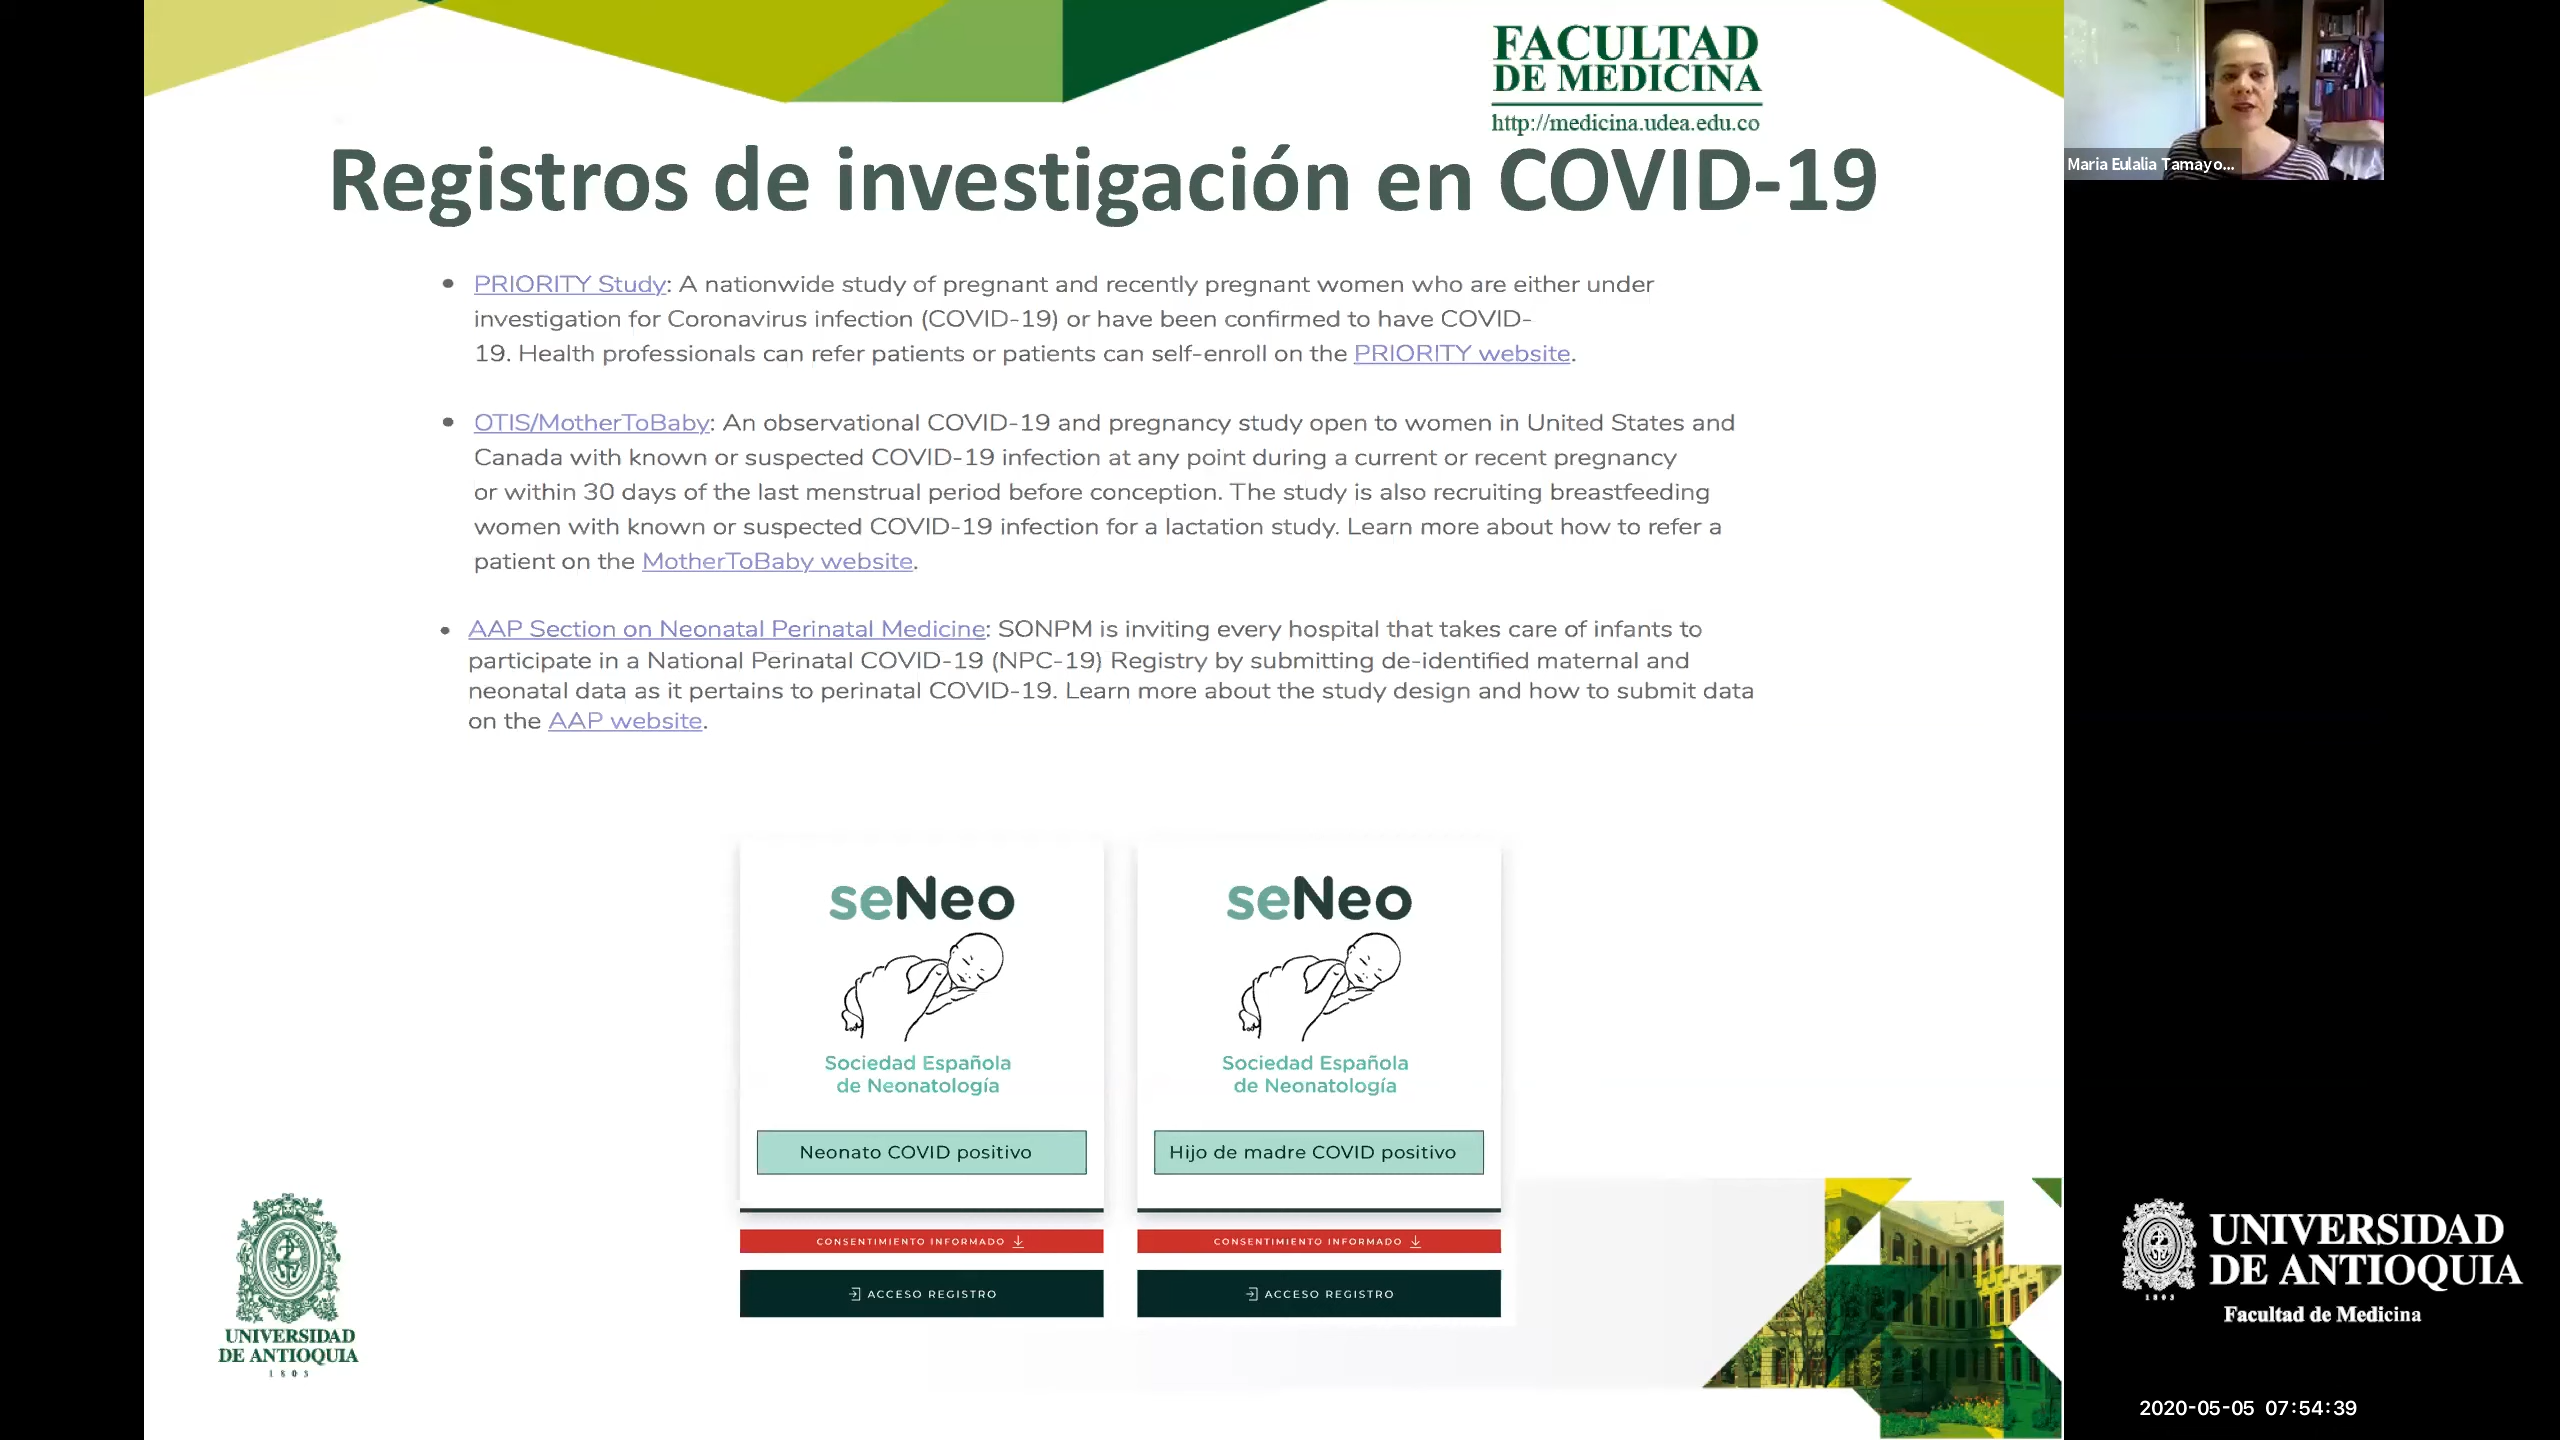 FACULTAD
DE MEDICINA
http://medicina.udea.edu.co
Maria Eulalia Tamayo...
Registros de investigación en COVID-19
• PRIORITY Study: A nationwide study of pregnant and recently pregnant women who are either under
investigation for Coronavirus infection (COVID-19) or have been confirmed to have COVID-
19. Health professionals can refer patients or patients can self-enroll on the PRIORITY website.
• OTIS/MotherToBaby: An observational COVID-19 and pregnancy study open to women in United States and
Canada with known or suspected COVID-19 infection at any point during a current or recent pregnancy
or within 30 days of the last menstrual period before conception. The study is also recruiting breastfeeding
women with known or suspected COVID-19 infection for a lactation study. Learn more about how to refer a
patient on the MotherToBaby website.
• AAP Section on Neonatal Perinatal Medicine: SONPM is inviting every hospital that takes care of infants to
participate in a National Perinatal COVID-19 (NPC-19) Registry by submitting de-identified maternal and
neonatal data as it pertains to perinatal COVID-19. Learn more about the study design and how to submit data
on the AAP website.
seNeo
Sociedad Española
de Neonatología
Neonato COVID positivo
CONSENTIMIENTO INFORMADO
ACCESO REGISTRO
seNeo
Sociedad Española
de Neonatología
Hijo de madre COVID positivo
CONSENTIMIENTO INFORMADO
ACCESO REGISTRO
UNIVERSIDAD
DE ANTIOQUIA
1803
UNIVERSIDAD
DE ANTIOQUIA
1803
Facultad de Medicina
2020-05-05 07:54:39